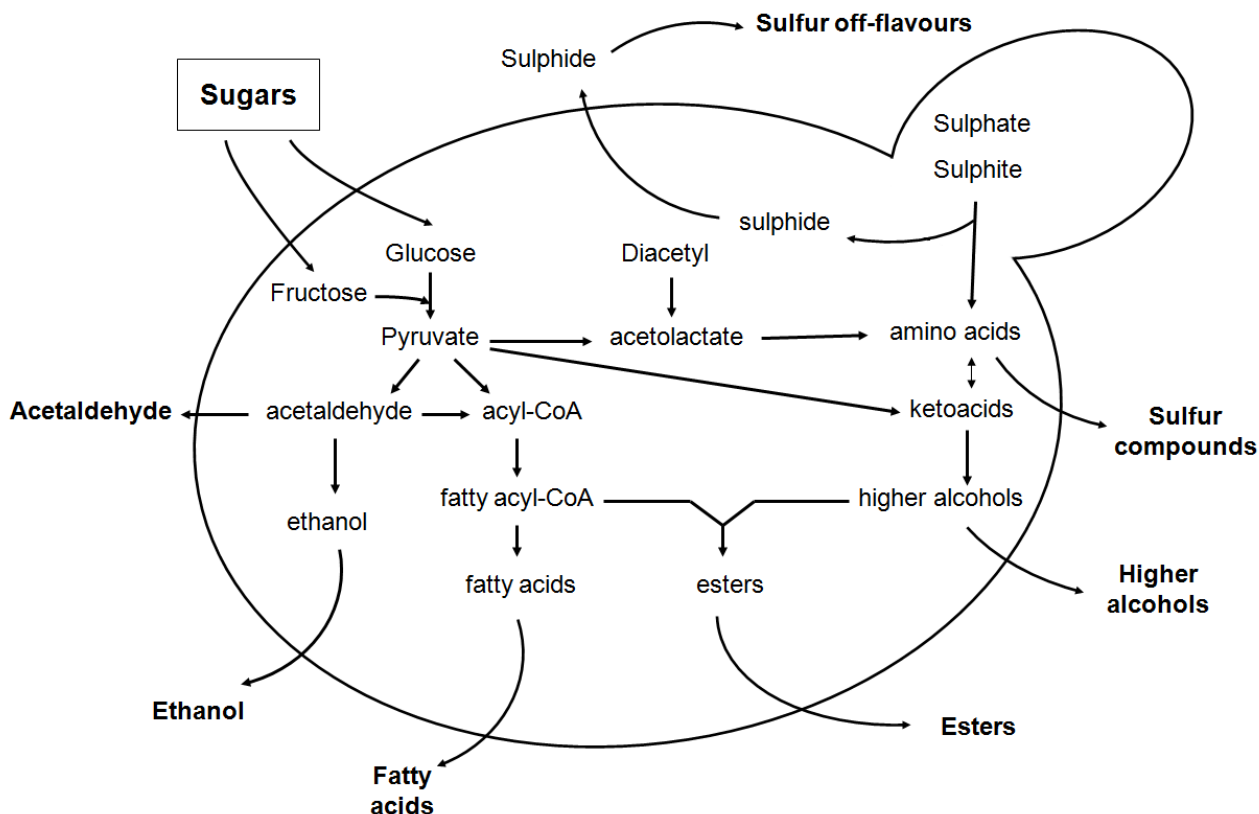 Sulfur off-flavours
Sulphide
Sugars
Sulphate
Sulphite
sulphide
Glucose
Diacetyl
Fructose
Pyruvate
acetolactate
amino acids
Acetaldehyde
acetaldehyde
acyl-CoA
ketoacids
Sulfur
compounds
fatty acyl-CoA
higher alcohols
ethanol
fatty acids
esters
Higher
alcohols
Ethanol
Esters
Fatty
acids